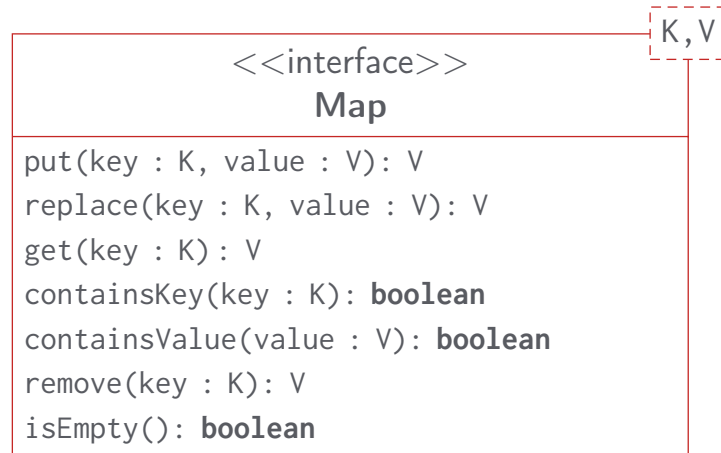 K,V
<<interface>>
Map
put(key : K, value : V): V
replace(key : K, value : V): V
get(key : K): V
containsKey(key : K): boolean
containsValue(value : V): boolean
remove(key : K): V
isEmpty(): boolean